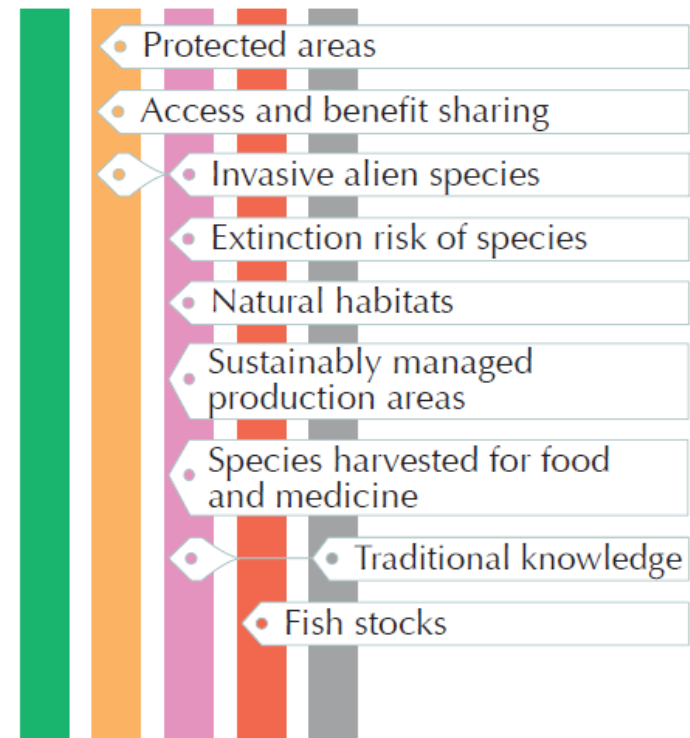 Protected areas
Access and benefit sharing
Invasive alien species
Extinction risk of species
Natural habitats
Sustainably managed
production areas
Species harvested for food
and medicine
Traditional knowledge
Fish stocks